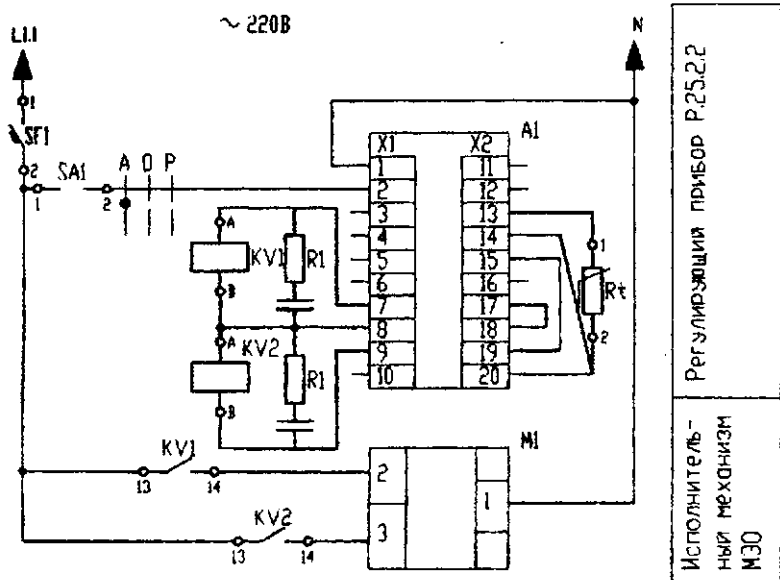 ~ 220В
L1.1
N
1
SF1
2
SA1
1
2
А О Р
A1
X1
X2
1
2
3
4
5
6
7
8
9
10
11
12
13
14
15
16
17
18
19
20
A
KV1
R1
B
A
KV2
R1
B
1
Rt
2
M1
KV1
13
14
2
1
KV2
13
14
3
Регулирующий прибор Р.25.2.2
Исполнитель-
ный механизм
МЭО